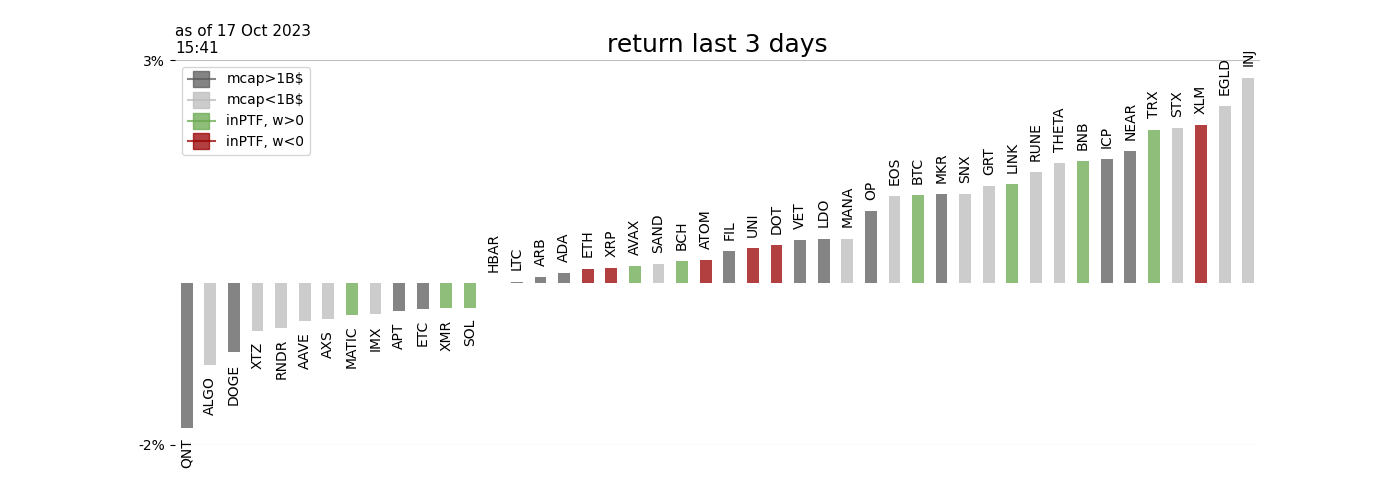 as of 17 Oct 2023
15:41
return last 3 days
3%
mcap>1B$
mcap<1B$
inPTF, w>0
inPTF, w<0
-2%
QNT
ALGO
DOGE
XTZ
RNDR
AAVE
AXS
MATIC
IMX
APT
ETC
XMR
SOL
HBAR
LTC
ARB
ADA
ETH
XRP
AVAX
SAND
BCH
ATOM
FIL
UNI
DOT
VET
LDO
MANA
OP
EOS
BTC
MKR
SNX
GRT
LINK
RUNE
THETA
BNB
ICP
NEAR
TRX
STX
XLM
EGLD
INJ